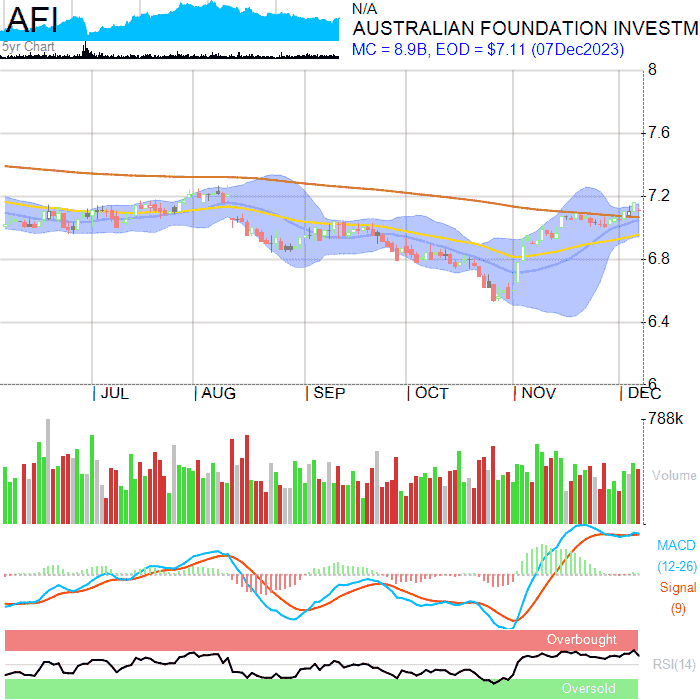 AFI
5yr Chart
N/A
AUSTRALIAN FOUNDATION INVESTM
MC = 8.9B, EOD = $7.11 (07Dec2023)
8
7.6
7.2
6.8
6.4
6
JUL AUG SEP OCT NOV DEC
788k
Volume
MACD
(12-26)
Signal
(9)
Overbought
RSI(14)
Oversold